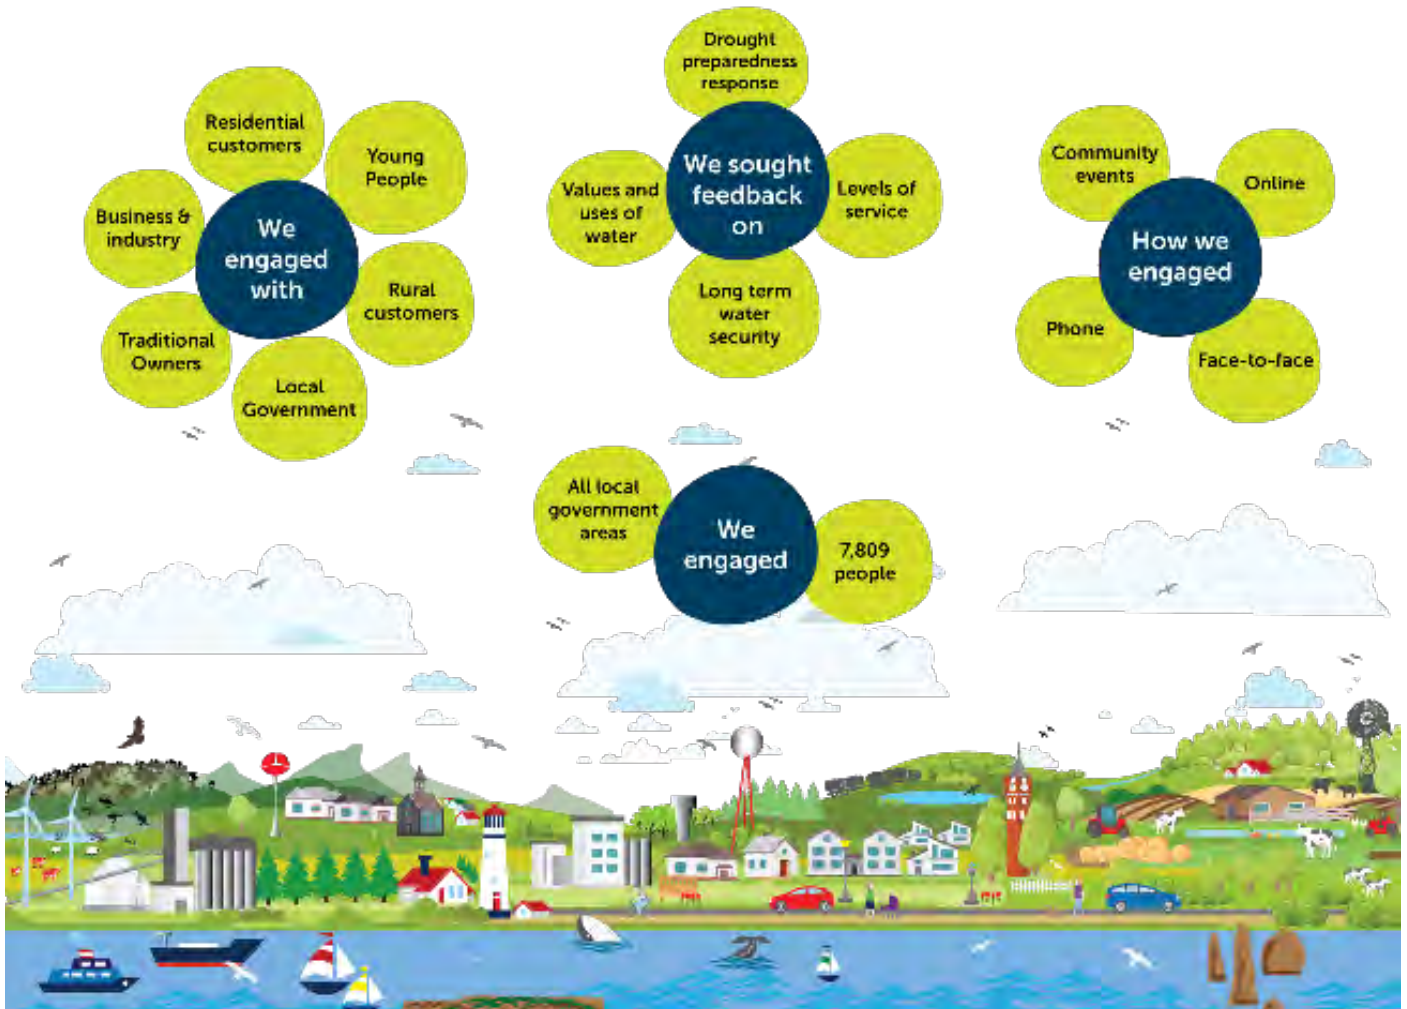 Residential
customers
Young
People
Business &
industry
We
engaged
with
Rural
customers
Traditional
Owners
Local
Government
Drought
preparedness
response
We sought
feedback
on
Values and
uses of
water
Levels of
service
Long term
water
security
Community
events
Online
How we
engaged
Phone
Face-to-face
All local
government
areas
We
engaged
7,809
people